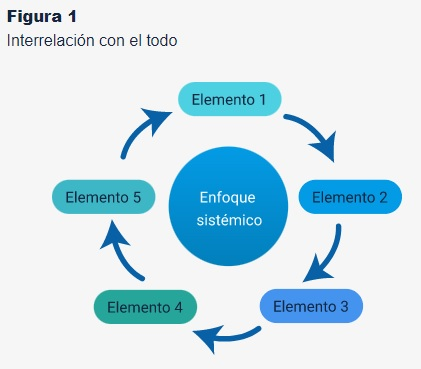 Figura 1
Interrelación con el todo
Elemento 1
Elemento 5
Enfoque
sistémico
Elemento 2
Elemento 4
Elemento 3